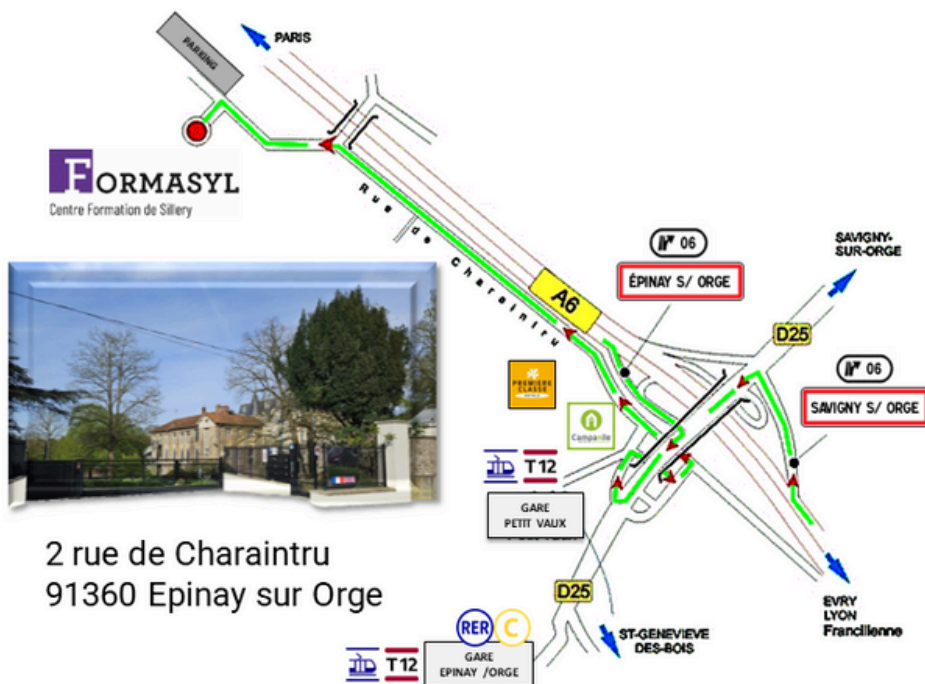 PARKING
PARIS
FORMASYL
Centre Formation de Sillery
Rue de Charaintru
06
ÉPINAY S/ ORGE
SAVIGNY-
SUR-ORGE
A6
D25
06
SAVIGNY S/ ORGE
PREMIERE
CLASSE
Campanile
T12
GARE
PETIT VAUX
2 rue de Charaintru
91360 Epinay sur Orge
D25
EVRY
LYON
Francilienne
RER C
ST-GENEVIEVE
DES-BOIS
T12
GARE
EPINAY /ORGE